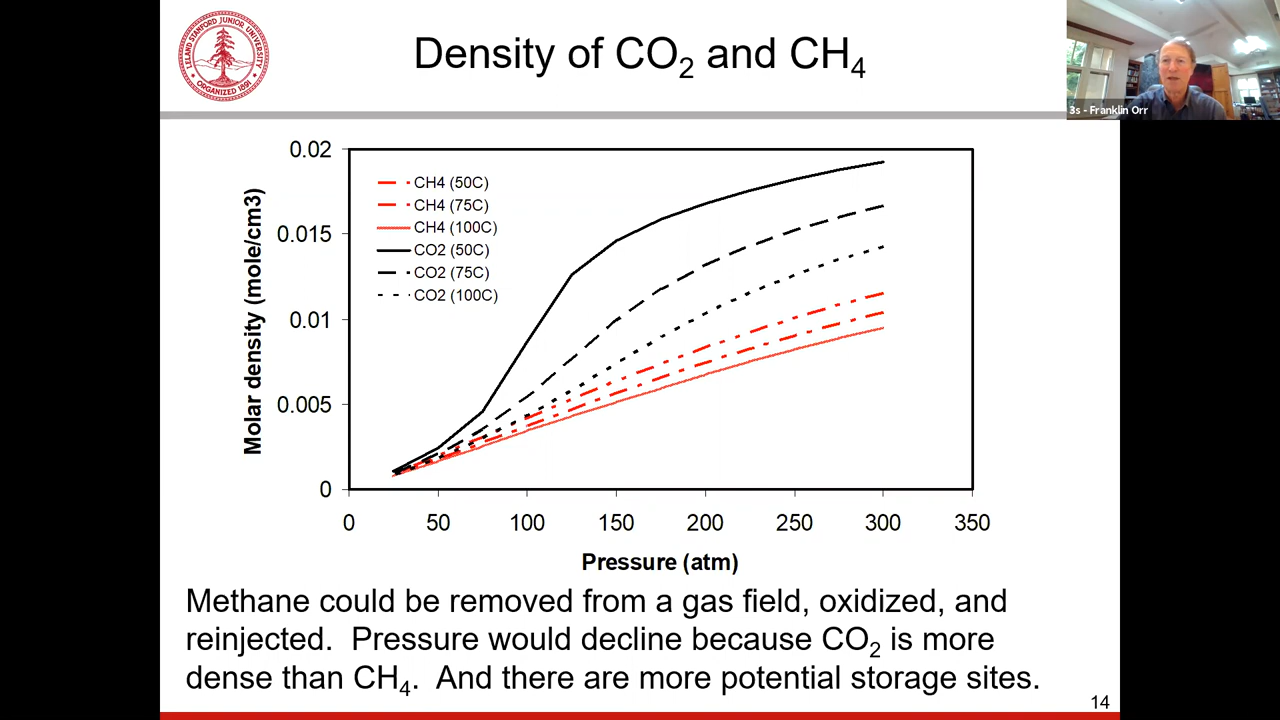 LELAND STANFORD JUNIOR UNIVERSITY
ORGANIZED 1891
Density of CO₂ and CH₄
3s - Franklin Orr
Molar density (mole/cm3)
0.02
0.015
0.01
0.005
0
CH4 (50C)
CH4 (75C)
CH4 (100C)
CO2 (50C)
CO2 (75C)
CO2 (100C)
0 50 100 150 200 250 300 350
Pressure (atm)
Methane could be removed from a gas field, oxidized, and
reinjected. Pressure would decline because CO₂ is more
dense than CH₄. And there are more potential storage sites.
14